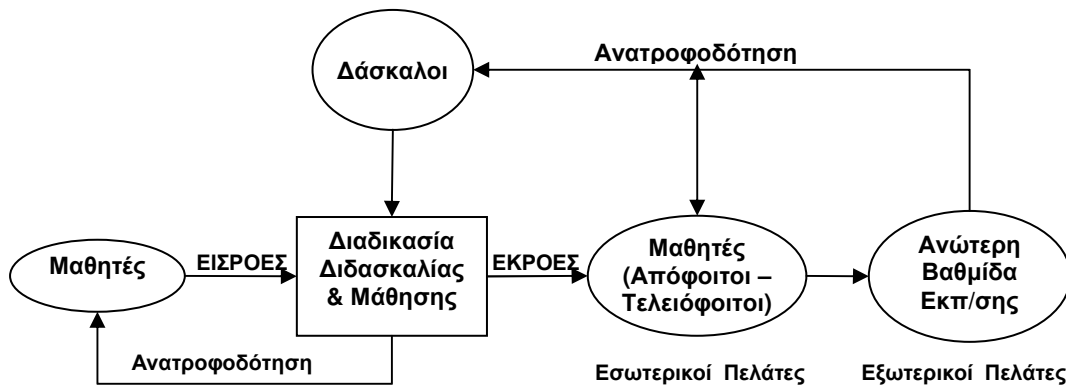 Ανατροφοδότηση
Δάσκαλοι
Μαθητές
ΕΙΣΡΟΕΣ
Διαδικασία
Διδασκαλίας
& Μάθησης
ΕΚΡΟΕΣ
Μαθητές
(Απόφοιτοι –
Τελειόφοιτοι)
Ανώτερη
Βαθμίδα
Εκπ/σης
Ανατροφοδότηση
Εσωτερικοί Πελάτες
Εξωτερικοί Πελάτες